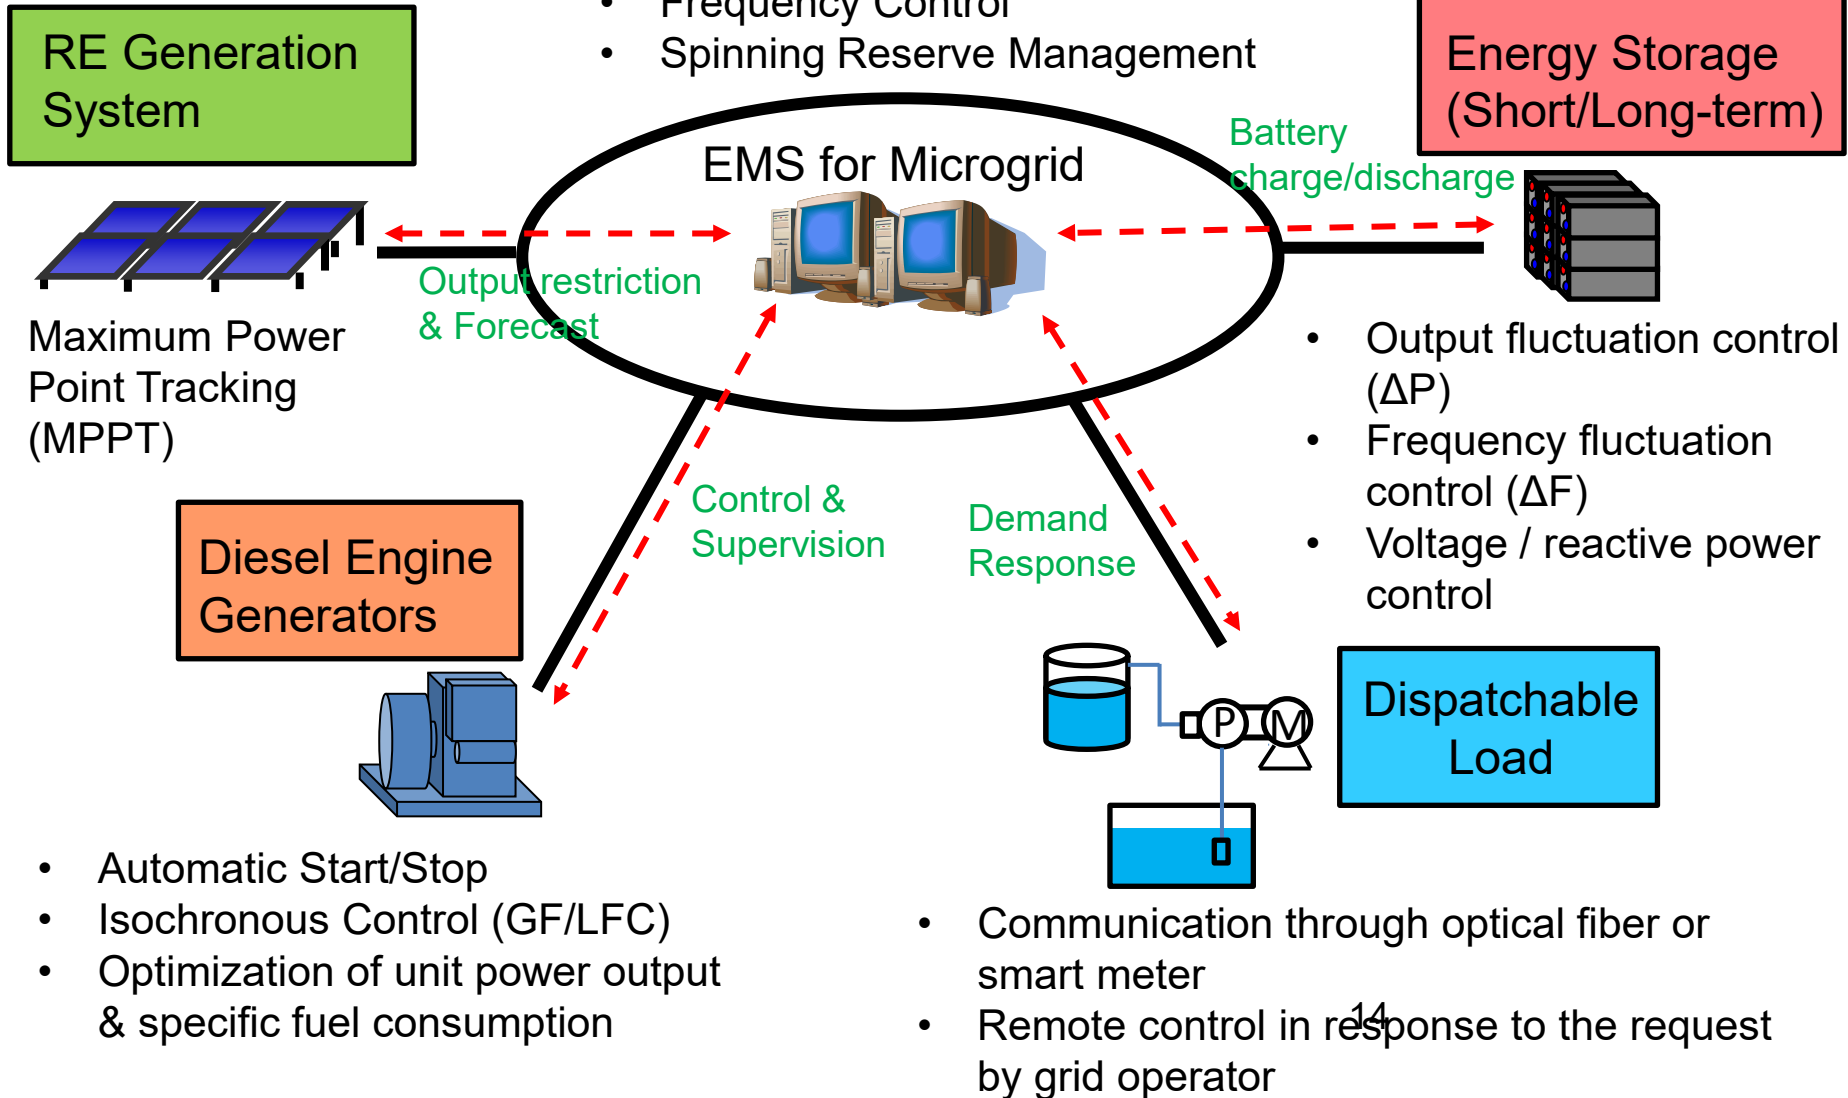 • Frequency Control
• Spinning Reserve Management
RE Generation
System
Energy Storage
(Short/Long-term)
EMS for Microgrid
Battery
charge/discharge
Output restriction
& Forecast
Maximum Power
Point Tracking
(MPPT)
• Output fluctuation control
(ΔP)
• Frequency fluctuation
control (ΔF)
• Voltage / reactive power
control
Control &
Supervision
Demand
Response
Diesel Engine
Generators
P M
Dispatchable
Load
• Automatic Start/Stop
• Isochronous Control (GF/LFC)
• Optimization of unit power output
& specific fuel consumption
• Communication through optical fiber or
smart meter
• Remote control in response to the request
by grid operator
14